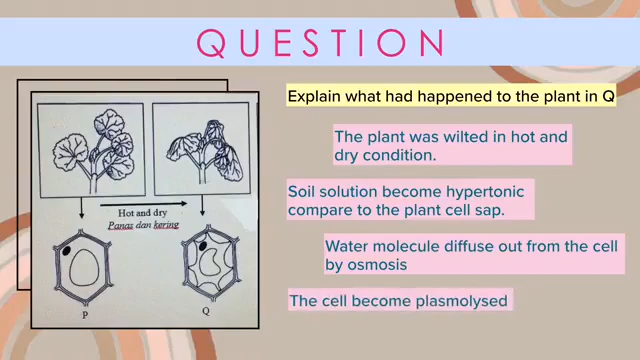 QUESTION
Explain what had happened to the plant in Q
The plant was wilted in hot and
dry condition.
Soil solution become hypertonic
compare to the plant cell sap.
Water molecule diffuse out from the cell
by osmosis
The cell become plasmolysed
Hot and dry
Panas dan kering
P
Q